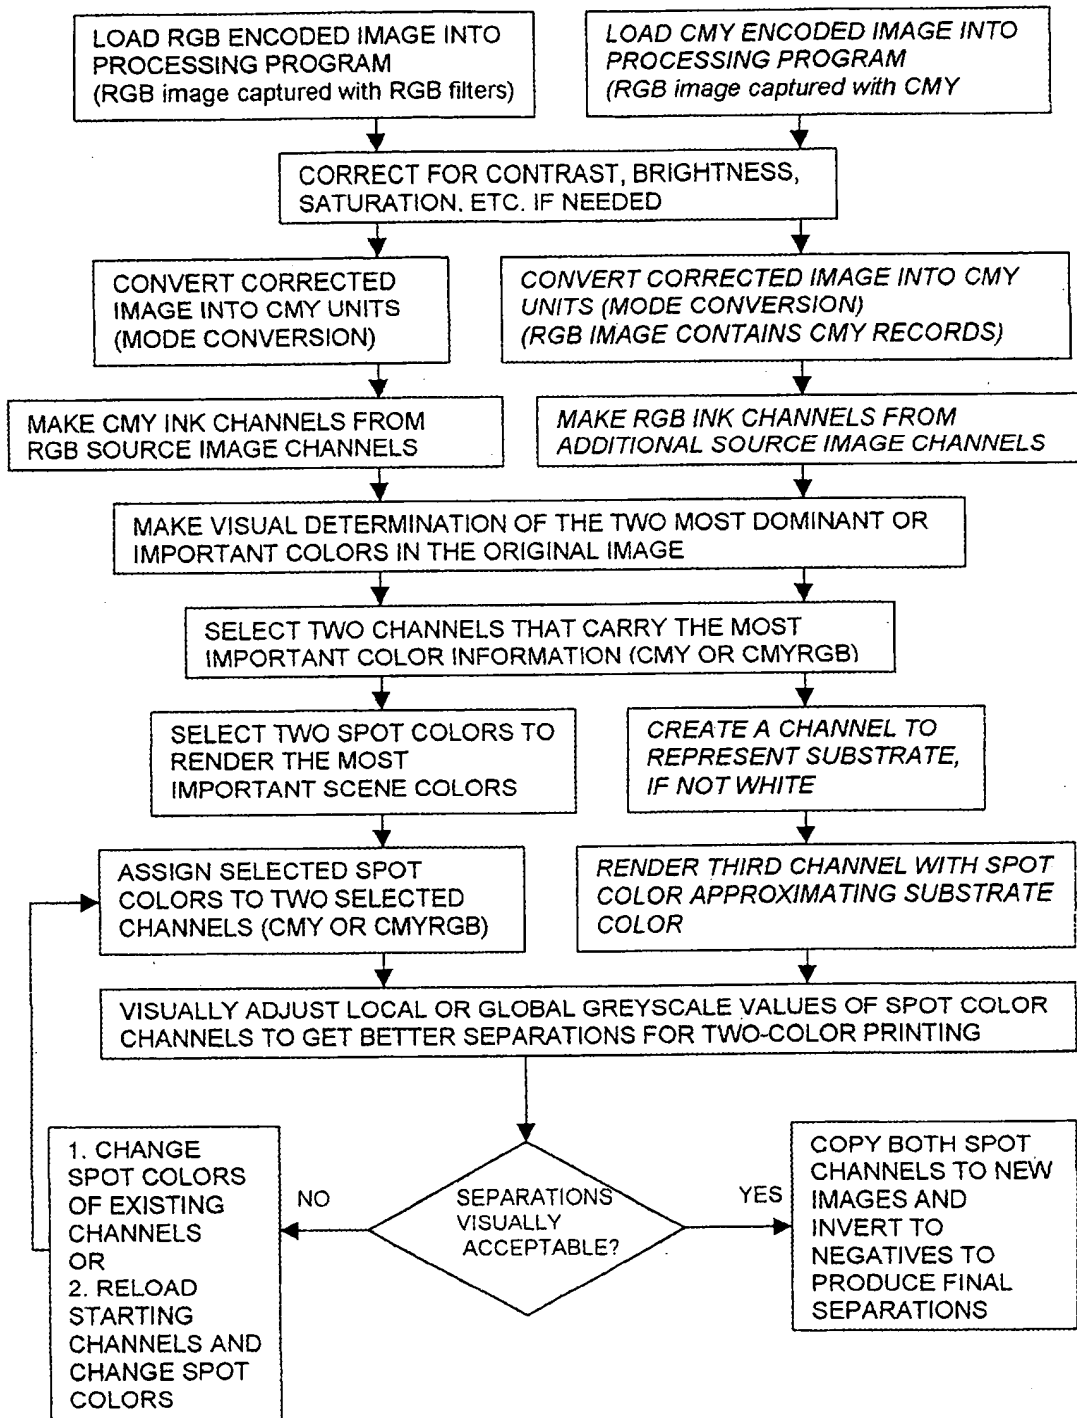 LOAD RGB ENCODED IMAGE INTO
PROCESSING PROGRAM
(RGB image captured with RGB filters)
LOAD CMY ENCODED IMAGE INTO
PROCESSING PROGRAM
(RGB image captured with CMY
CORRECT FOR CONTRAST, BRIGHTNESS,
SATURATION. ETC. IF NEEDED
CONVERT CORRECTED
IMAGE INTO CMY UNITS
(MODE CONVERSION)
CONVERT CORRECTED IMAGE INTO CMY
UNITS (MODE CONVERSION)
(RGB IMAGE CONTAINS CMY RECORDS)
MAKE CMY INK CHANNELS FROM
RGB SOURCE IMAGE CHANNELS
MAKE RGB INK CHANNELS FROM
ADDITIONAL SOURCE IMAGE CHANNELS
MAKE VISUAL DETERMINATION OF THE TWO MOST DOMINANT OR
IMPORTANT COLORS IN THE ORIGINAL IMAGE
SELECT TWO CHANNELS THAT CARRY THE MOST
IMPORTANT COLOR INFORMATION (CMY OR CMYRGB)
SELECT TWO SPOT COLORS TO
RENDER THE MOST
IMPORTANT SCENE COLORS
CREATE A CHANNEL TO
REPRESENT SUBSTRATE,
IF NOT WHITE
ASSIGN SELECTED SPOT
COLORS TO TWO SELECTED
CHANNELS (CMY OR CMYRGB)
RENDER THIRD CHANNEL WITH SPOT
COLOR APPROXIMATING SUBSTRATE
COLOR
VISUALLY ADJUST LOCAL OR GLOBAL GREYSCALE VALUES OF SPOT COLOR
CHANNELS TO GET BETTER SEPARATIONS FOR TWO-COLOR PRINTING
1. CHANGE
SPOT COLORS
OF EXISTING
CHANNELS
OR
2. RELOAD
STARTING
CHANNELS AND
CHANGE SPOT
COLORS
NO
SEPARATIONS
VISUALLY
ACCEPTABLE?
YES
COPY BOTH SPOT
CHANNELS TO NEW
IMAGES AND
INVERT TO
NEGATIVES TO
PRODUCE FINAL
SEPARATIONS